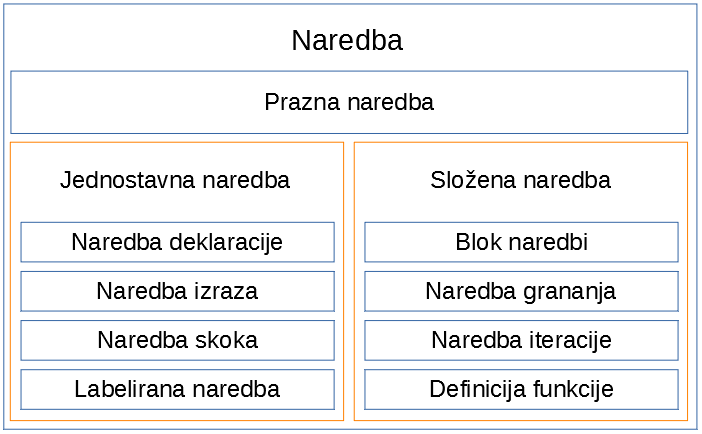 Naredba
Prazna naredba
Jednostavna naredba
Naredba deklaracije
Naredba izraza
Naredba skoka
Labelirana naredba
Složena naredba
Blok naredbi
Naredba grananja
Naredba iteracije
Definicija funkcije